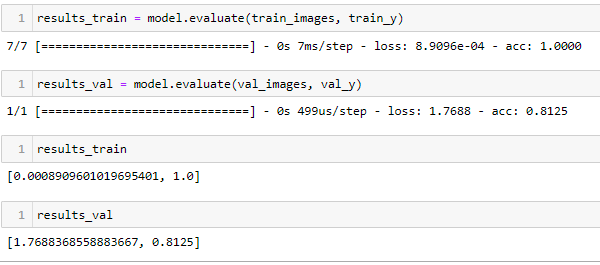 1 results_train = model.evaluate(train_images, train_y)
7/7 [==============================] - 0s 7ms/step - loss: 8.9096e-04 - acc: 1.0000
1 results_val = model.evaluate(val_images, val_y)
1/1 [==============================] - 0s 499us/step - loss: 1.7688 - acc: 0.8125
1 results_train
[0.0008909601019695401, 1.0]
1 results_val
[1.7688368558883667, 0.8125]